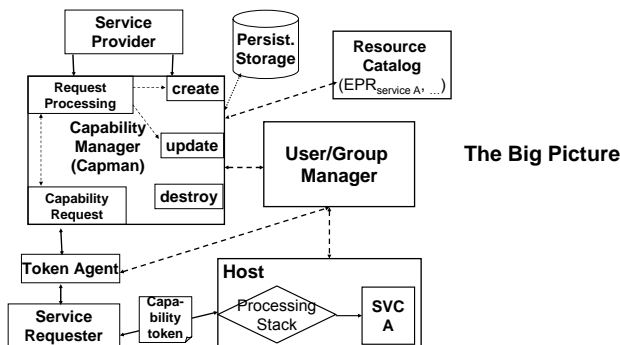 Service
Provider
Persist.
Storage
Resource
Catalog
(EPRservice A, ...)
Request
Processing
create
Capability
Manager
(Capman)
update
destroy
Capability
Request
User/Group
Manager
The Big Picture
Token Agent
Service
Requester
Capa-
bility
token
Host
Processing
Stack
SVC
A